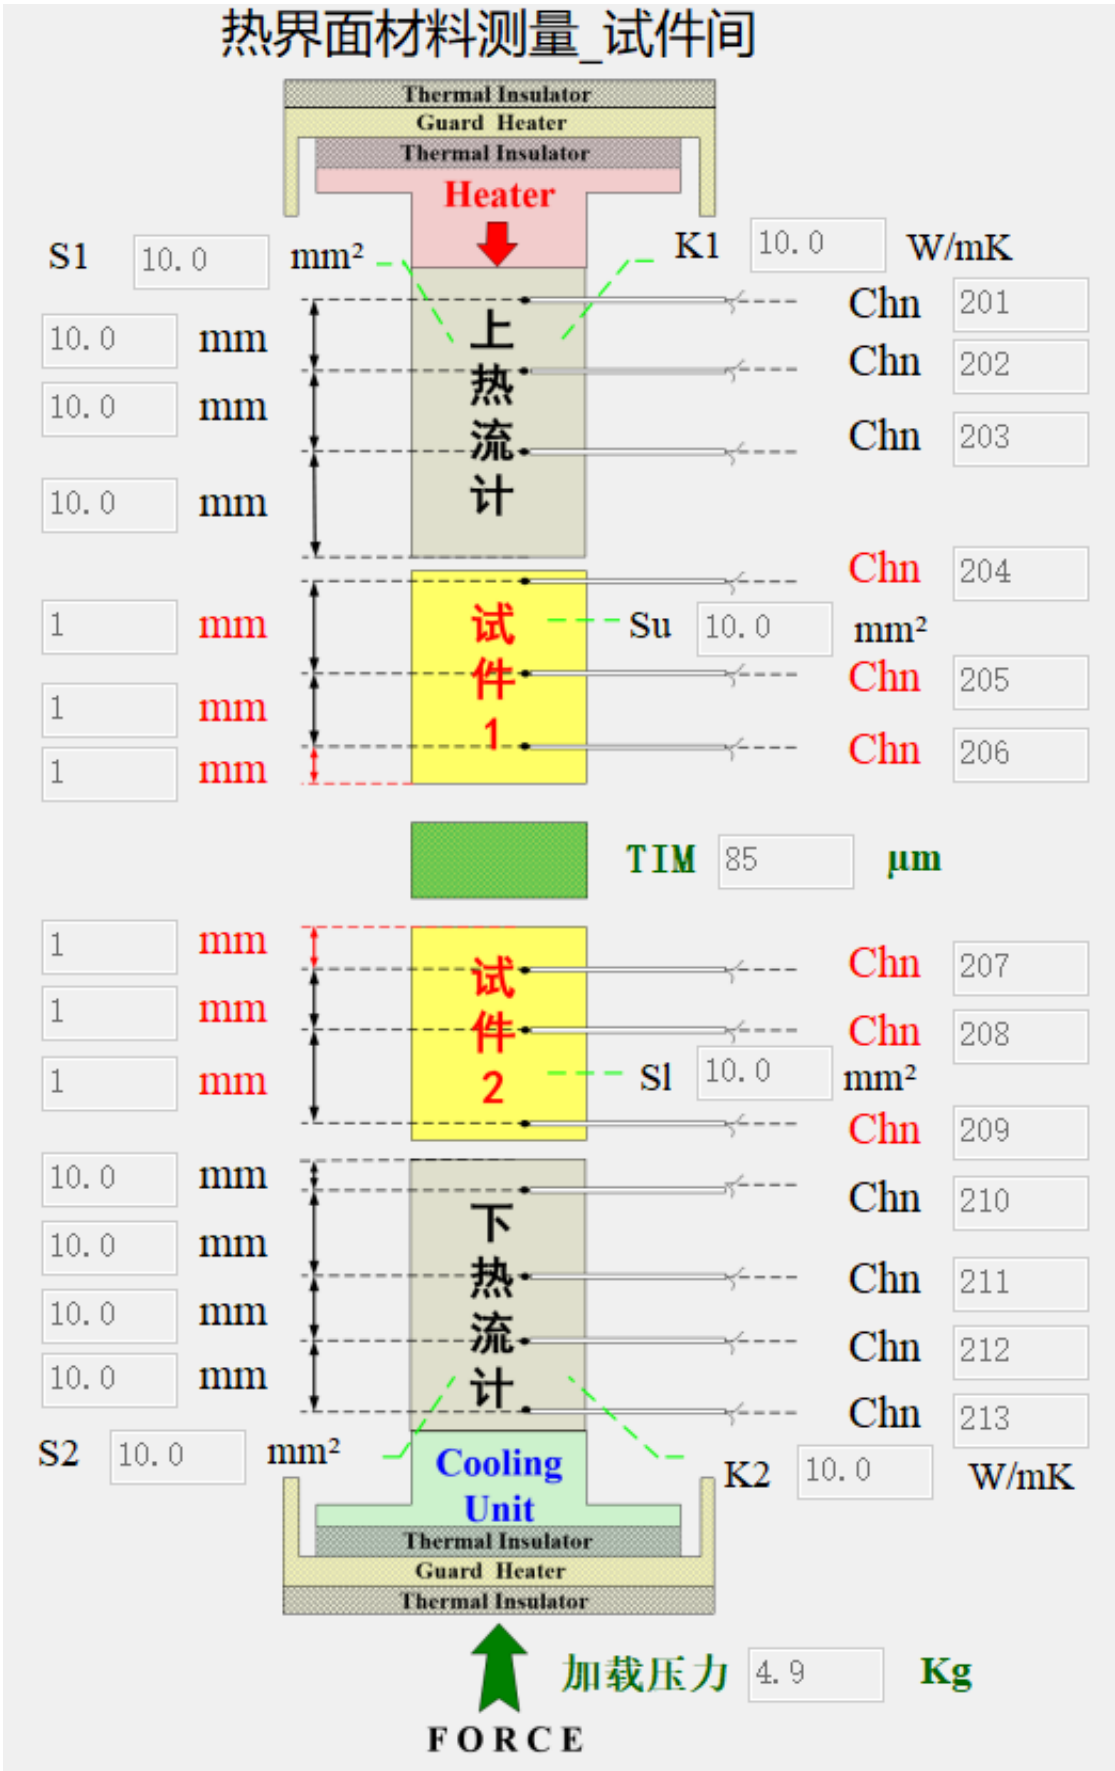 热界面材料测量_试件间
Thermal Insulator
Guard Heater
Thermal Insulator
Heater
S1 10.0 mm²
K1 10.0 W/mK
Chn 201
10.0 mm
Chn 202
10.0 mm
Chn 203
10.0 mm
上热流计
Chn 204
1 mm
试件1
Su 10.0 mm²
Chn 205
1 mm
Chn 206
1 mm
TIM 85 μm
1 mm
Chn 207
1 mm
试件2
Chn 208
1 mm
Sl 10.0 mm²
Chn 209
10.0 mm
Chn 210
10.0 mm
下热流计
Chn 211
10.0 mm
Chn 212
10.0 mm
Chn 213
S2 10.0 mm²
K2 10.0 W/mK
Cooling
Unit
Thermal Insulator
Guard Heater
Thermal Insulator
加载压力 4.9 Kg
FORCE